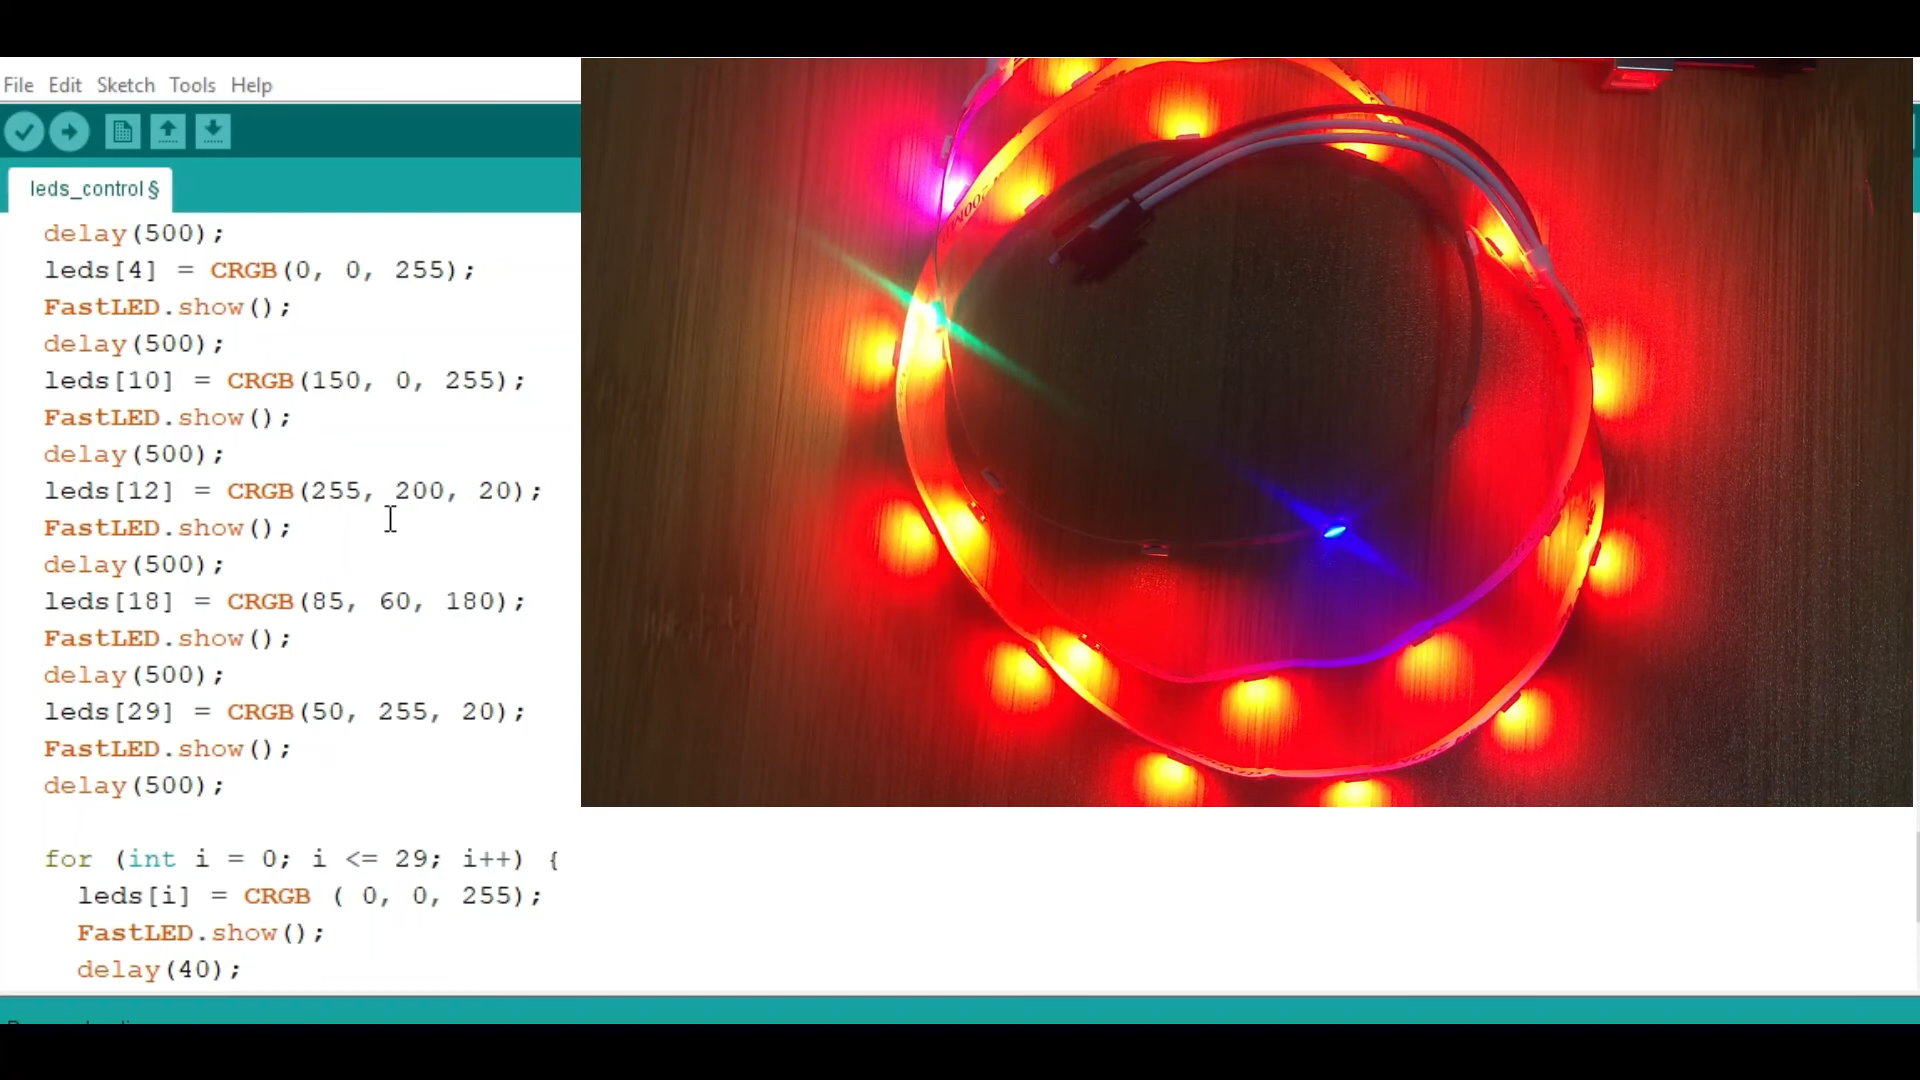 File Edit Sketch Tools Help
leds_control §
delay(500);
leds[4] = CRGB(0, 0, 255);
FastLED.show();
delay(500);
leds[10] = CRGB(150, 0, 255);
FastLED.show();
delay(500);
leds[12] = CRGB(255, 200, 20);
FastLED.show();
delay(500);
leds[18] = CRGB(85, 60, 180);
FastLED.show();
delay(500);
leds[29] = CRGB(50, 255, 20);
FastLED.show();
delay(500);
for (int i = 0; i <= 29; i++) {
leds[i] = CRGB ( 0, 0, 255);
FastLED.show();
delay(40);